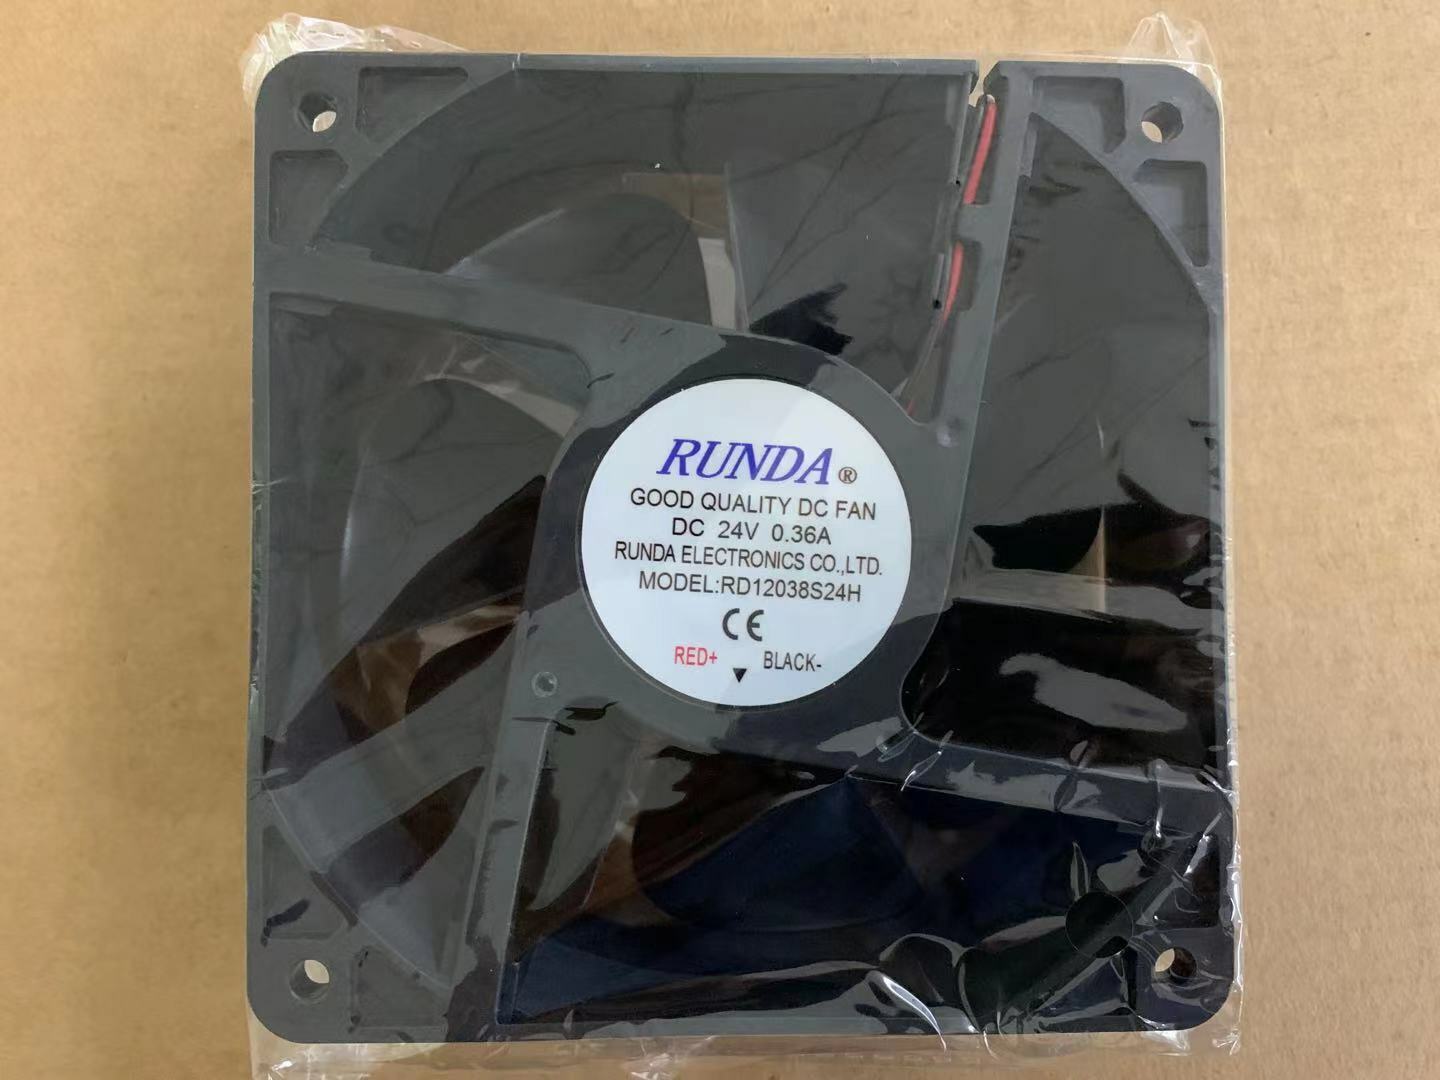 RUNDA ®
GOOD QUALITY DC FAN
DC 24V 0.36A
RUNDA ELECTRONICS CO.,LTD.
MODEL:RD12038S24H
CE
RED+ ▼ BLACK-